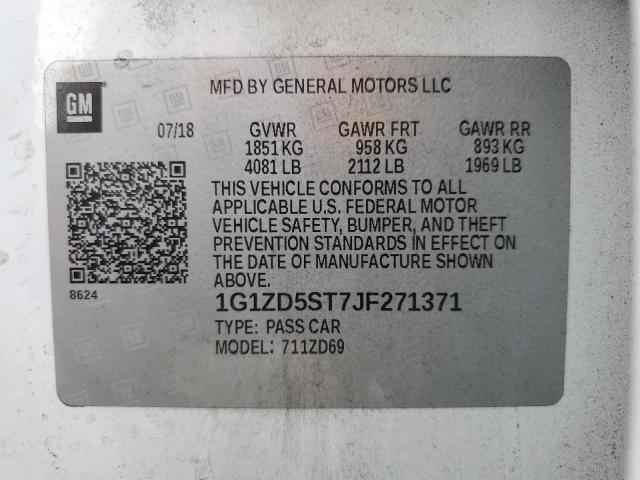 GM
MFD BY GENERAL MOTORS LLC
07/18 GVWR GAWR FRT GAWR RR
1851 KG 958 KG 893 KG
4081 LB 2112 LB 1969 LB
THIS VEHICLE CONFORMS TO ALL
APPLICABLE U.S. FEDERAL MOTOR
VEHICLE SAFETY, BUMPER, AND THEFT
PREVENTION STANDARDS IN EFFECT ON
THE DATE OF MANUFACTURE SHOWN
ABOVE.
8624
1G1ZD5ST7JF271371
TYPE: PASS CAR
MODEL: 711ZD69